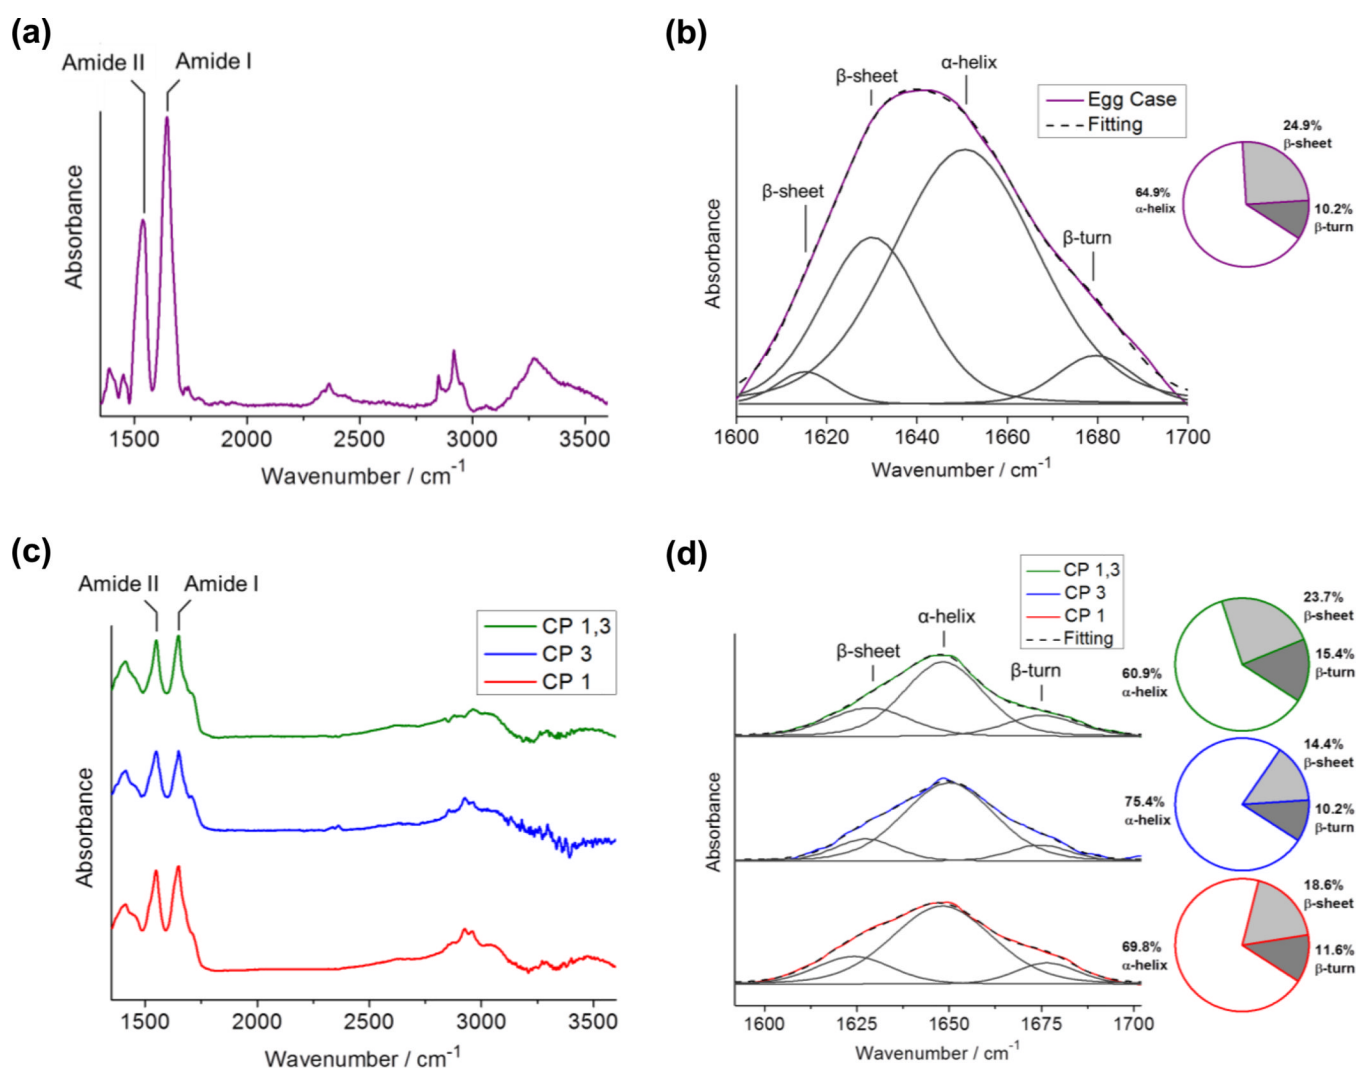 (a)
Amide II
Amide I
Absorbance
1500
2000
2500
3000
3500
Wavenumber / cm⁻¹
(b)
β-sheet
β-sheet
α-helix
β-turn
Egg Case
Fitting
Absorbance
1600
1620
1640
1660
1680
1700
Wavenumber / cm⁻¹
24.9%
β-sheet
64.9%
α-helix
10.2%
β-turn
(c)
Amide II
Amide I
CP 1,3
CP 3
CP 1
Absorbance
1500
2000
2500
3000
3500
Wavenumber / cm⁻¹
(d)
CP 1,3
CP 3
CP 1
Fitting
β-sheet
α-helix
β-turn
Absorbance
1600
1625
1650
1675
1700
Wavenumber / cm⁻¹
23.7%
β-sheet
15.4%
β-turn
60.9%
α-helix
14.4%
β-sheet
75.4%
α-helix
10.2%
β-turn
18.6%
β-sheet
69.8%
α-helix
11.6%
β-turn